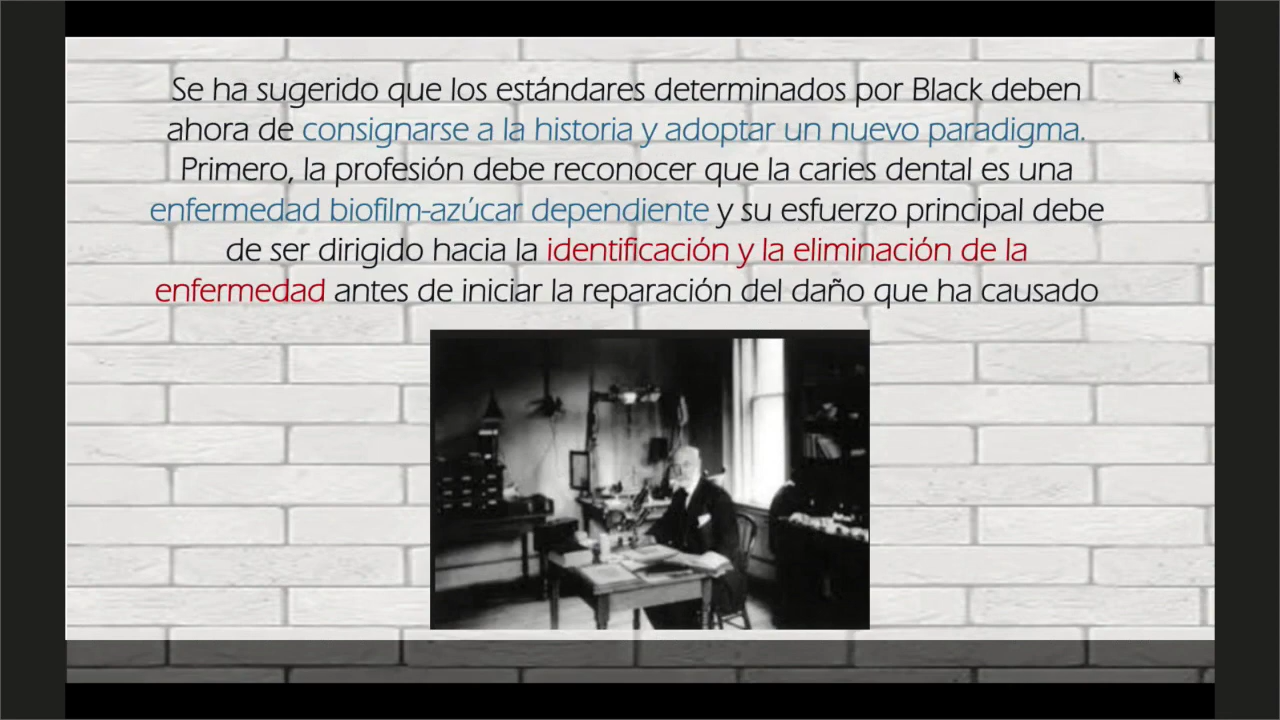 Se ha sugerido que los estándares determinados por Black deben
ahora de consignarse a la historia y adoptar un nuevo paradigma.
Primero, la profesión debe reconocer que la caries dental es una
enfermedad biofilm-azúcar dependiente y su esfuerzo principal debe
de ser dirigido hacia la identificación y la eliminación de la
enfermedad antes de iniciar la reparación del daño que ha causado